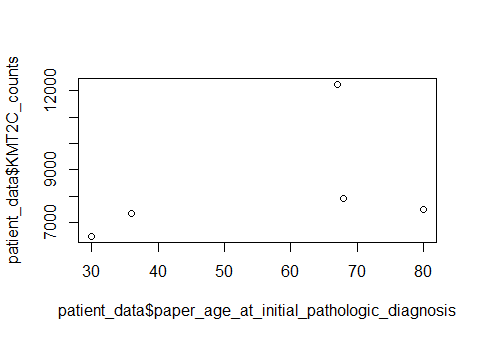 patient_data$KMT2C_counts
12000
9000
7000
30 40 50 60 70 80
patient_data$paper_age_at_initial_pathologic_diagnosis